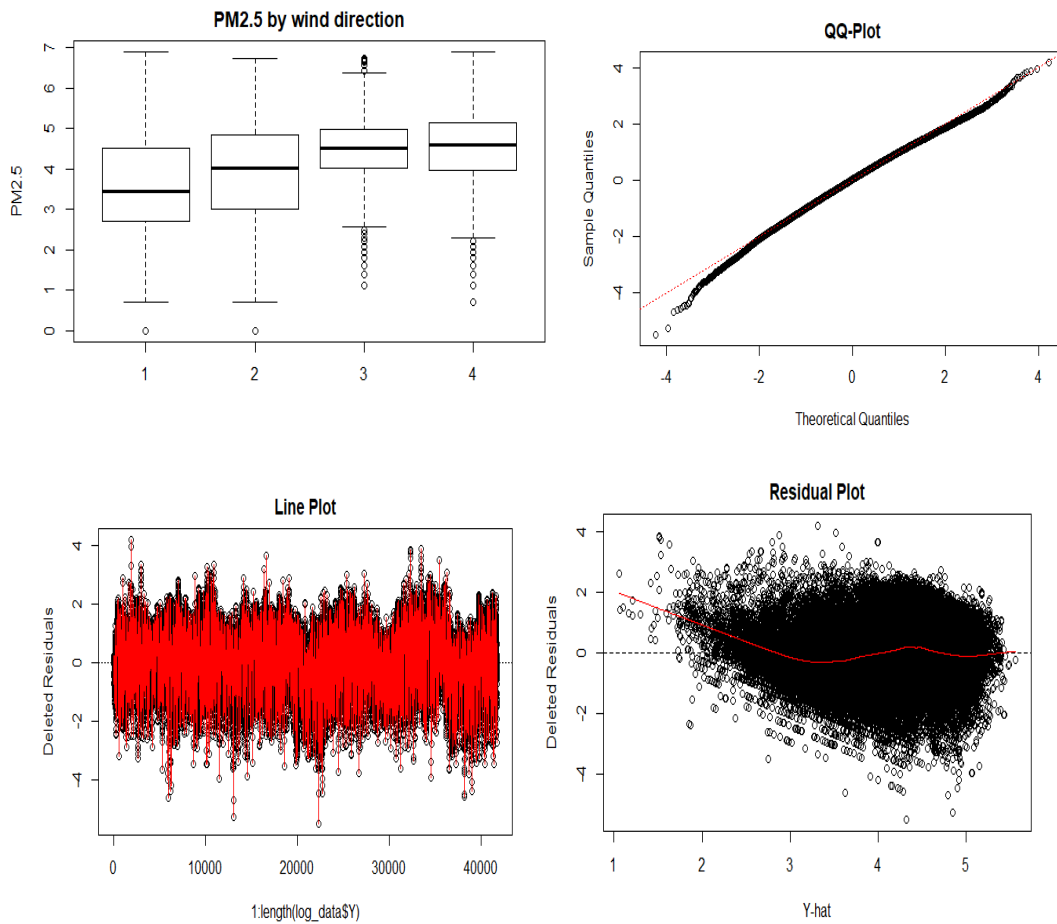 PM2.5 by wind direction
PM2.5
7
6
5
4
3
2
1
0
1 2 3 4
QQ-Plot
Sample Quantiles
4
2
0
-2
-4
-4 -2 0 2 4
Theoretical Quantiles
Line Plot
Deleted Residuals
4
2
0
-2
-4
0 10000 20000 30000 40000
1:length(log_data$Y)
Residual Plot
Deleted Residuals
4
2
0
-2
-4
1 2 3 4 5
Y-hat